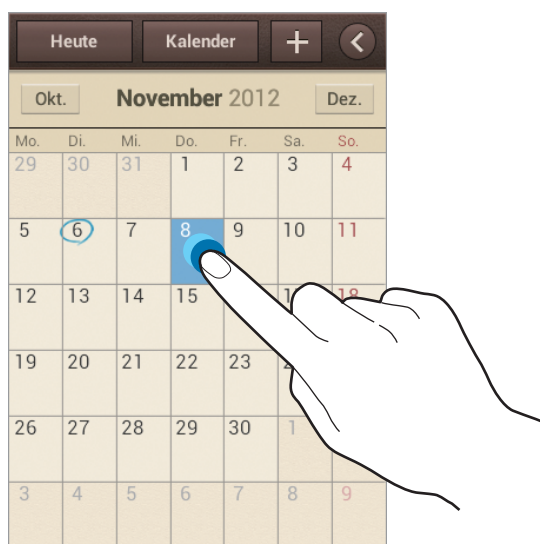 Heute Kalender + <
Okt. November 2012 Dez.
Mo. Di. Mi. Do. Fr. Sa. So.
29 30 31 1 2 3 4
5 6 7 8 9 10 11
12 13 14 15 18
19 20 21 22 23
26 27 28 29 30 1
3 4 5 6 7 8 9